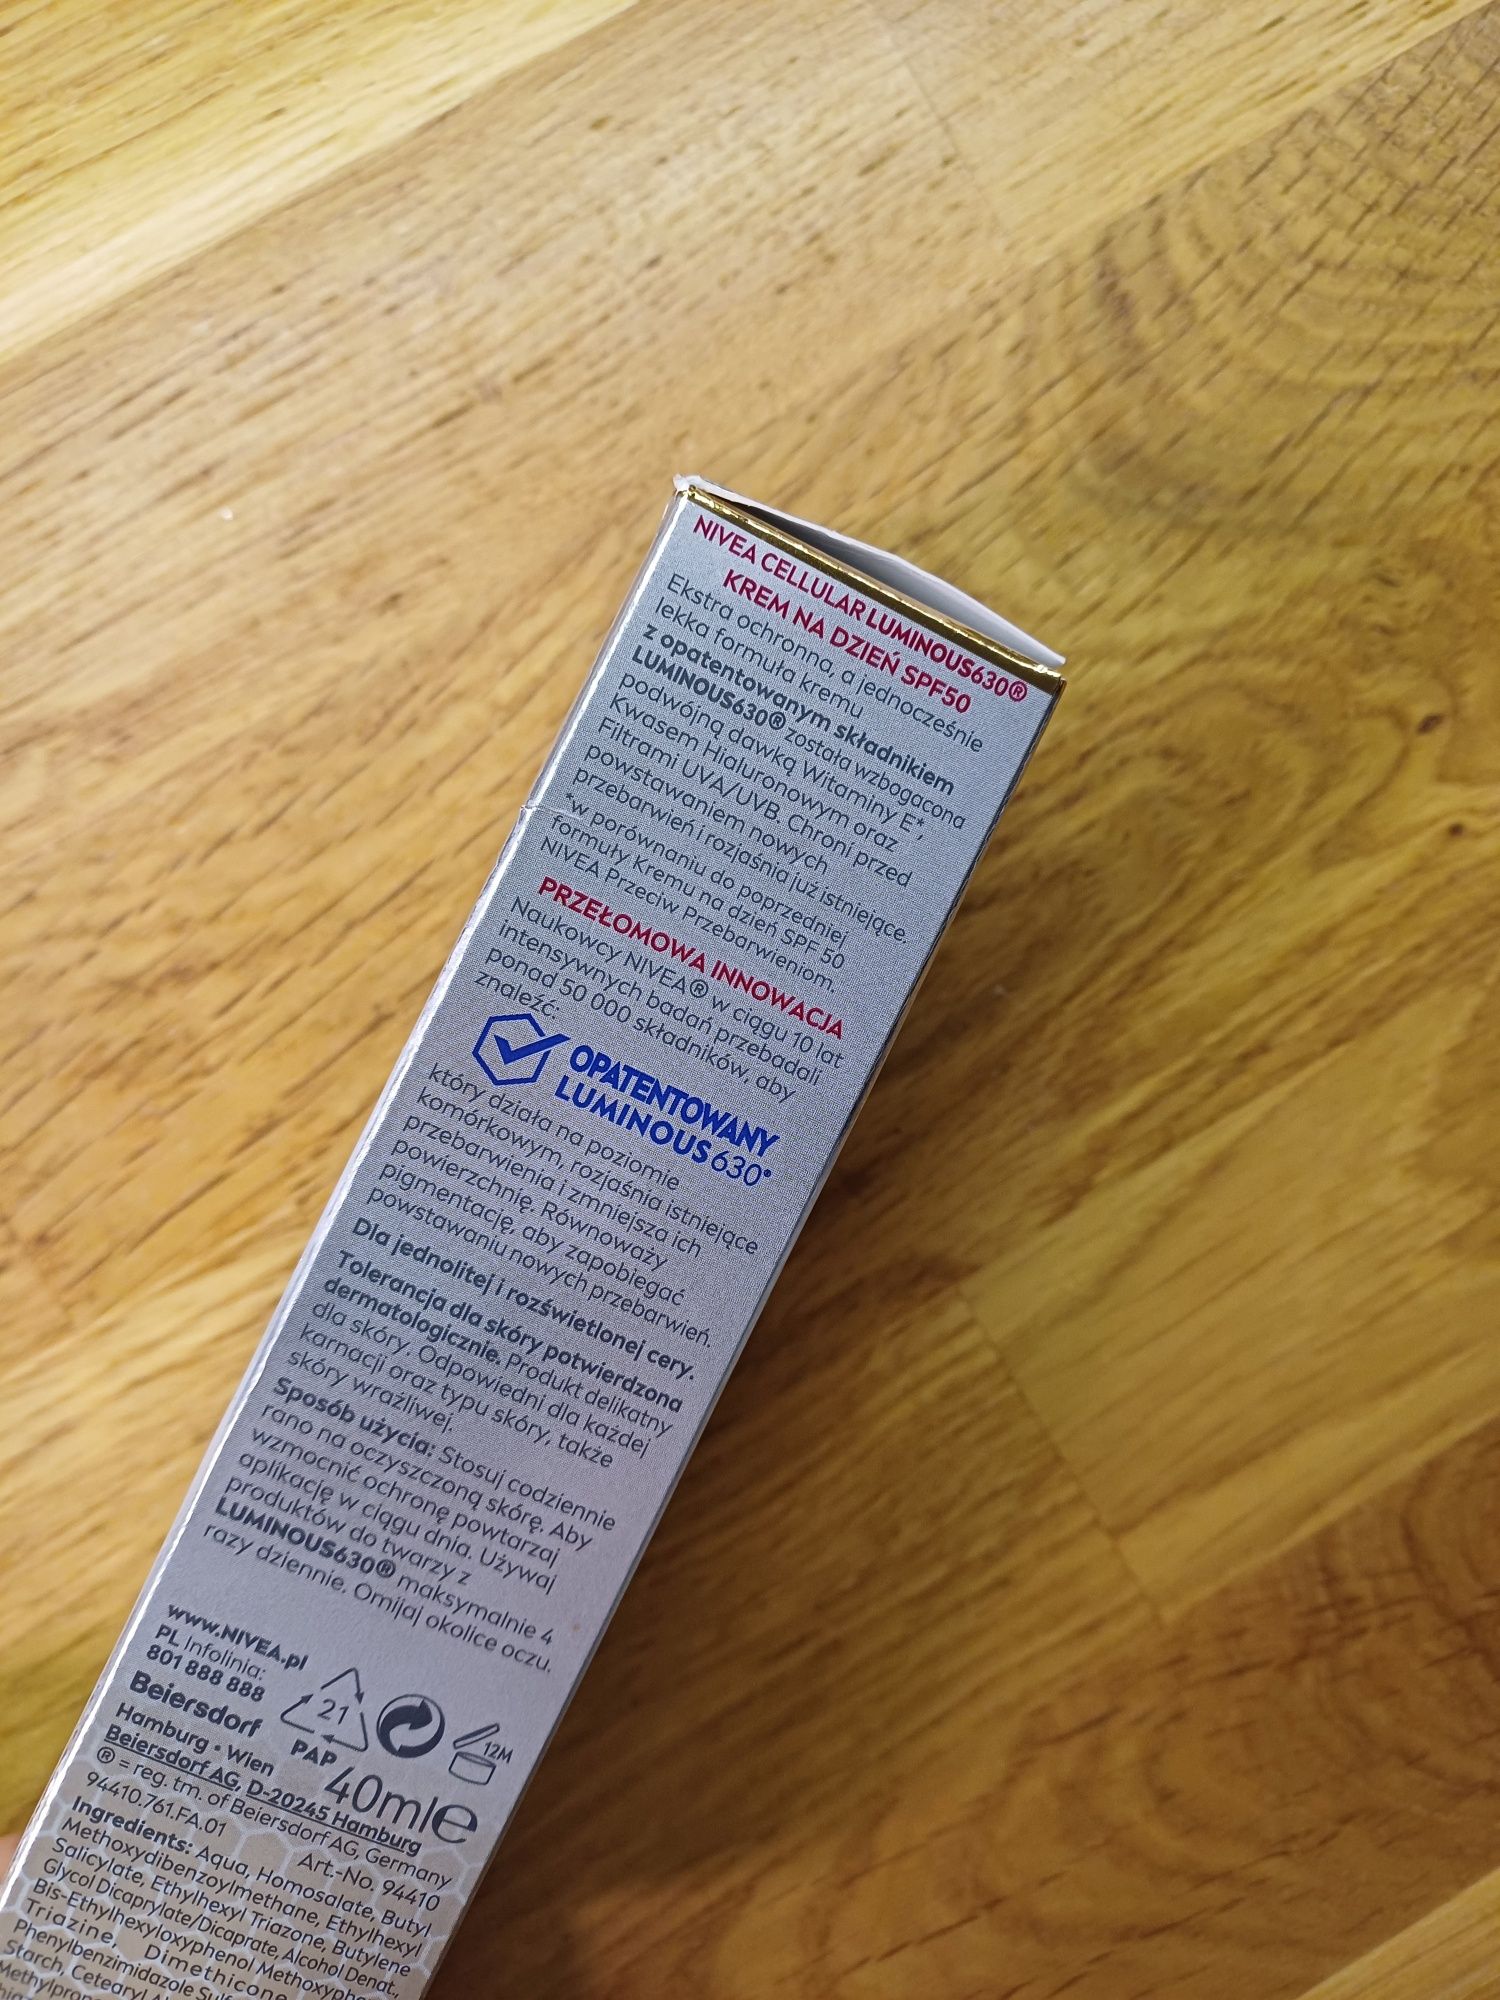 NIVEA CELLULAR LUMINOUS630®
KREM NA DZIEŃ SPF50
Ekstra ochronna, a jednocześnie
lekka formuła kremu
z opatentowanym składnikiem
LUMINOUS630® została wzbogacona
podwójną dawką Witaminy E*,
Kwasem Hialuronowym oraz
Filtrami UVA/UVB. Chroni przed
powstawaniem nowych
przebarwień i rozjaśnia już istniejące.
*w porównaniu do poprzedniej
formuły Kremu na dzień SPF 50
NIVEA Przeciw Przebarwieniom.
PRZEŁOMOWA INNOWACJA
Naukowcy NIVEA® w ciągu 10 lat
intensywnych badań przebadali
ponad 50 000 składników, aby
znaleźć:
OPATENTOWANY
LUMINOUS630®
który działa na poziomie
komórkowym, rozjaśnia istniejące
przebarwienia i zmniejsza ich
powierzchnię. Równoważy
pigmentację, aby zapobiegać
powstawaniu nowych przebarwień.
Dla jednolitej i rozświetlonej cery.
Tolerancja dla skóry potwierdzona
dermatologicznie. Produkt delikatny
dla skóry. Odpowiedni dla każdej
karnacji oraz typu skóry, także
skóry wrażliwej.
Sposób użycia: Stosuj codziennie
rano na oczyszczoną skórę. Aby
wzmocnić ochronę powtarzaj
aplikację w ciągu dnia. Używaj
produktów do twarzy z
LUMINOUS630® maksymalnie 4
razy dziennie. Omijaj okolice oczu.
www.NIVEA.pl
PL Infolinia:
801 888 888
21
PAP
12M
Beiersdorf
Hamburg • Wien
40ml e
Beiersdorf AG, D-20245 Hamburg
® = reg. tm. of Beiersdorf AG, Germany
94410.761.FA.01 Art.-No. 94410
Ingredients: Aqua, Homosalate, Butyl
Methoxydibenzoylmethane, Ethylhexyl
Salicylate, Ethylhexyl Triazone, Butylene
Glycol Dicaprylate/Dicaprate, Alcohol Denat.,
Bis-Ethylhexyloxyphenol Methoxyph
Triazine, Dimethicone
Phenylbenzimidazole Sulf
Starch, Cetearyl A
Methylprop